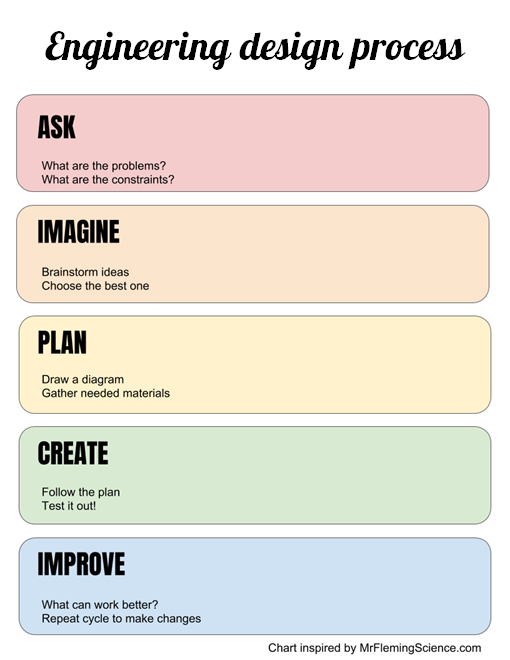 Engineering design process
ASK
What are the problems?
What are the constraints?
IMAGINE
Brainstorm ideas
Choose the best one
PLAN
Draw a diagram
Gather needed materials
CREATE
Follow the plan
Test it out!
IMPROVE
What can work better?
Repeat cycle to make changes
Chart inspired by MrFlemingScience.com